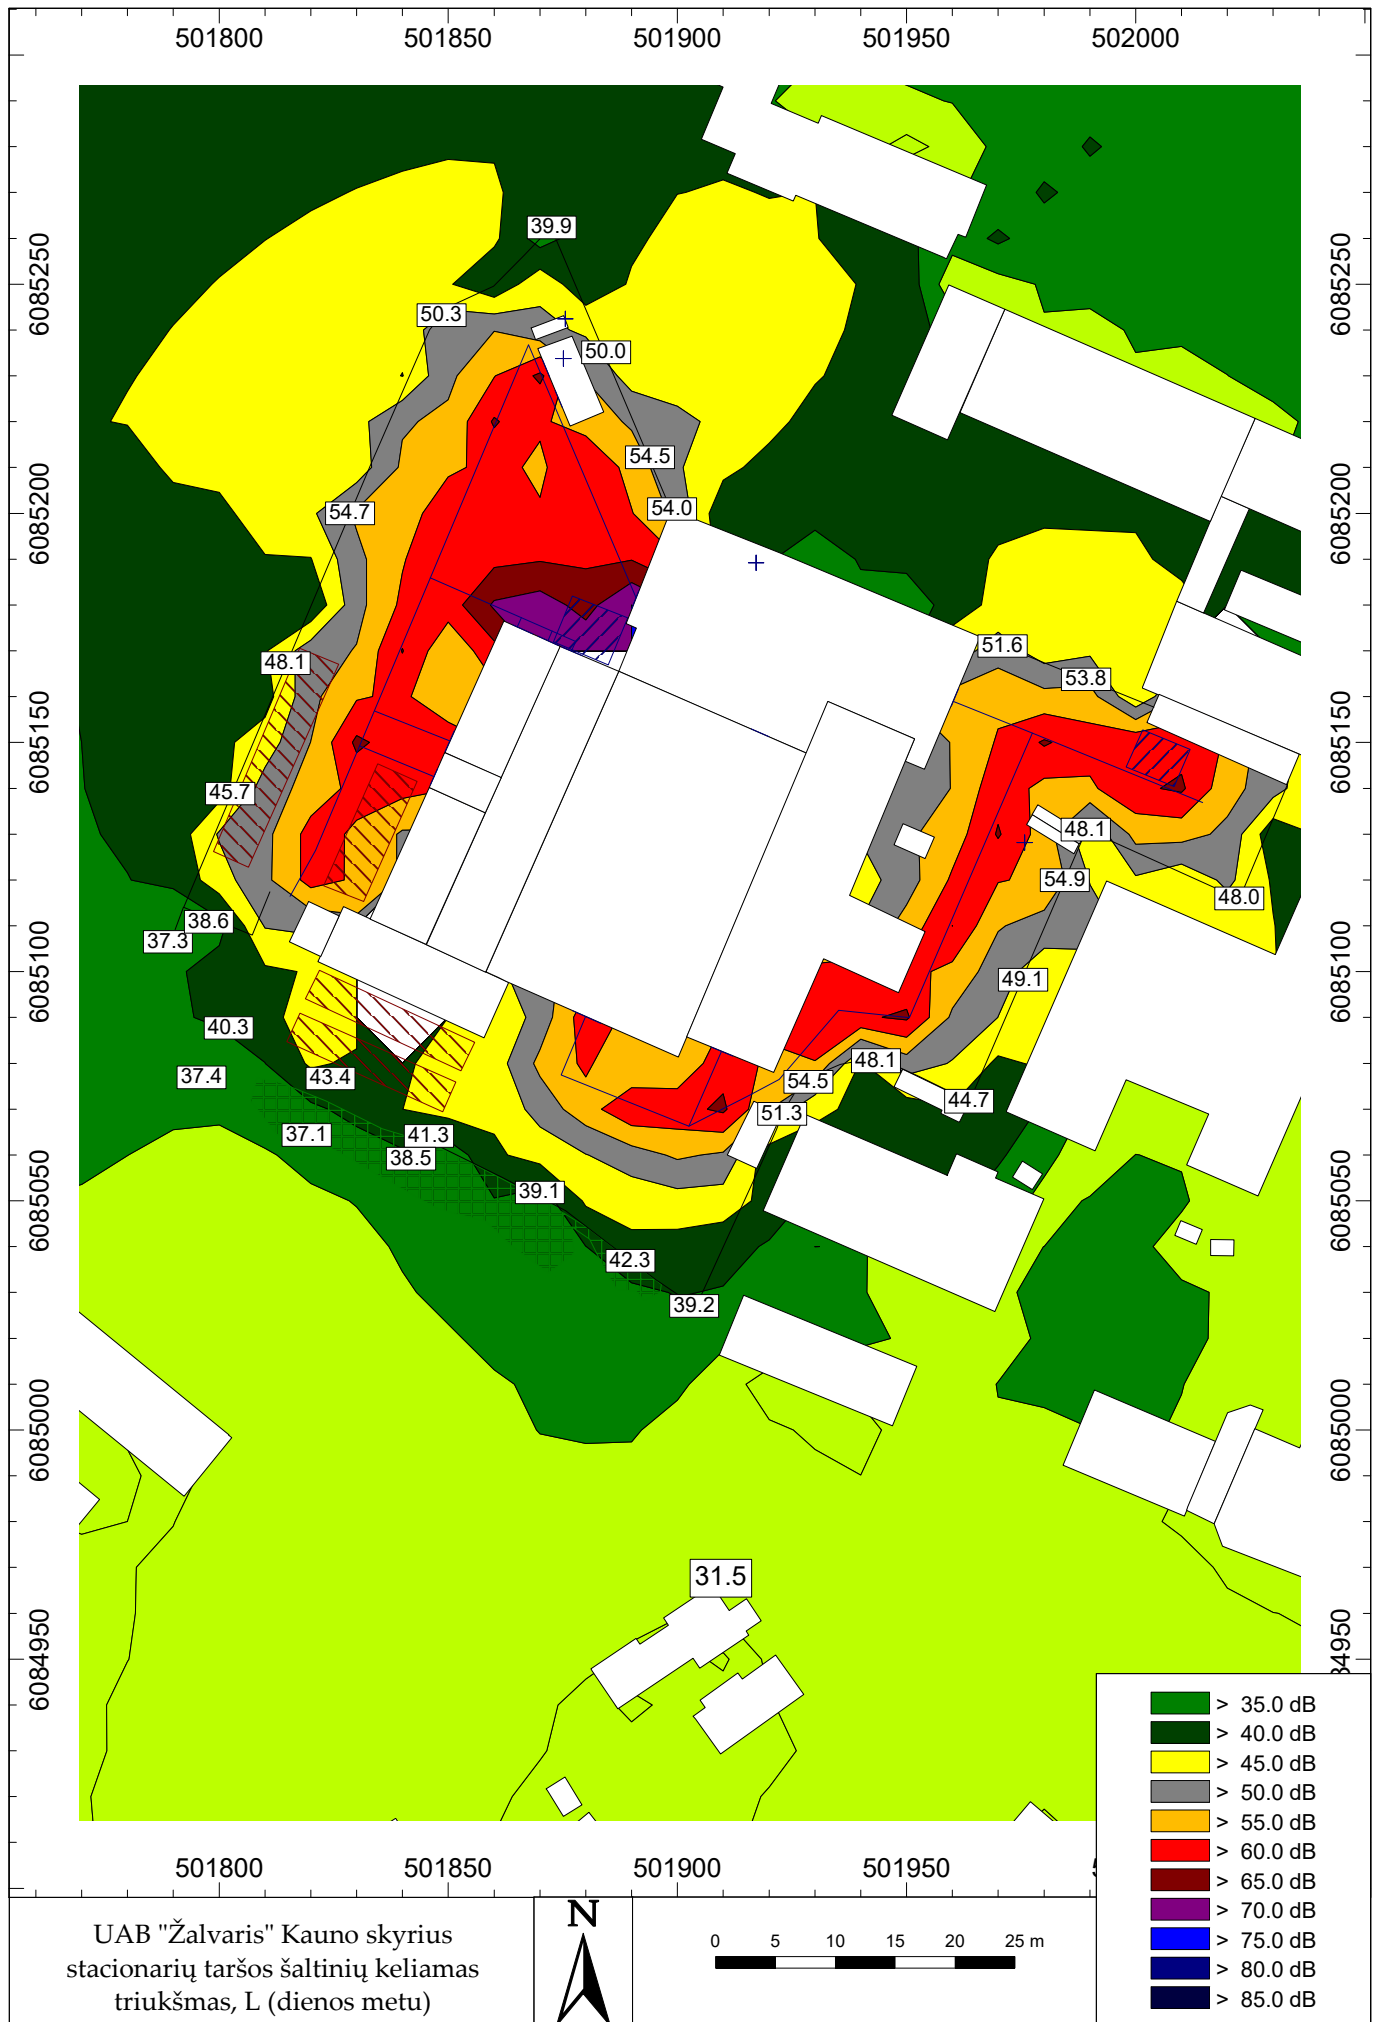 501800 501850 501900 501950 502000
6085250 6085250
39.9
50.3
50.0
54.5
6085200 6085200
54.7 54.0
51.6
48.1
53.8
6085150 6085150
45.7
48.1
54.9
48.0
38.6
37.3
6085100 6085100
49.1
40.3
48.1
37.4 43.4
54.5
44.7
51.3
37.1 41.3
38.5
6085050 6085050
39.1
42.3
39.2
6085000 6085000
31.5
6084950
> 35.0 dB
> 40.0 dB
> 45.0 dB
> 50.0 dB
> 55.0 dB
> 60.0 dB
> 65.0 dB
> 70.0 dB
> 75.0 dB
> 80.0 dB
> 85.0 dB
501800 501850 501900 501950
UAB "Žalvaris" Kauno skyrius
stacionarių taršos šaltinių keliamas
triukšmas, L (dienos metu)
N
0 5 10 15 20 25 m